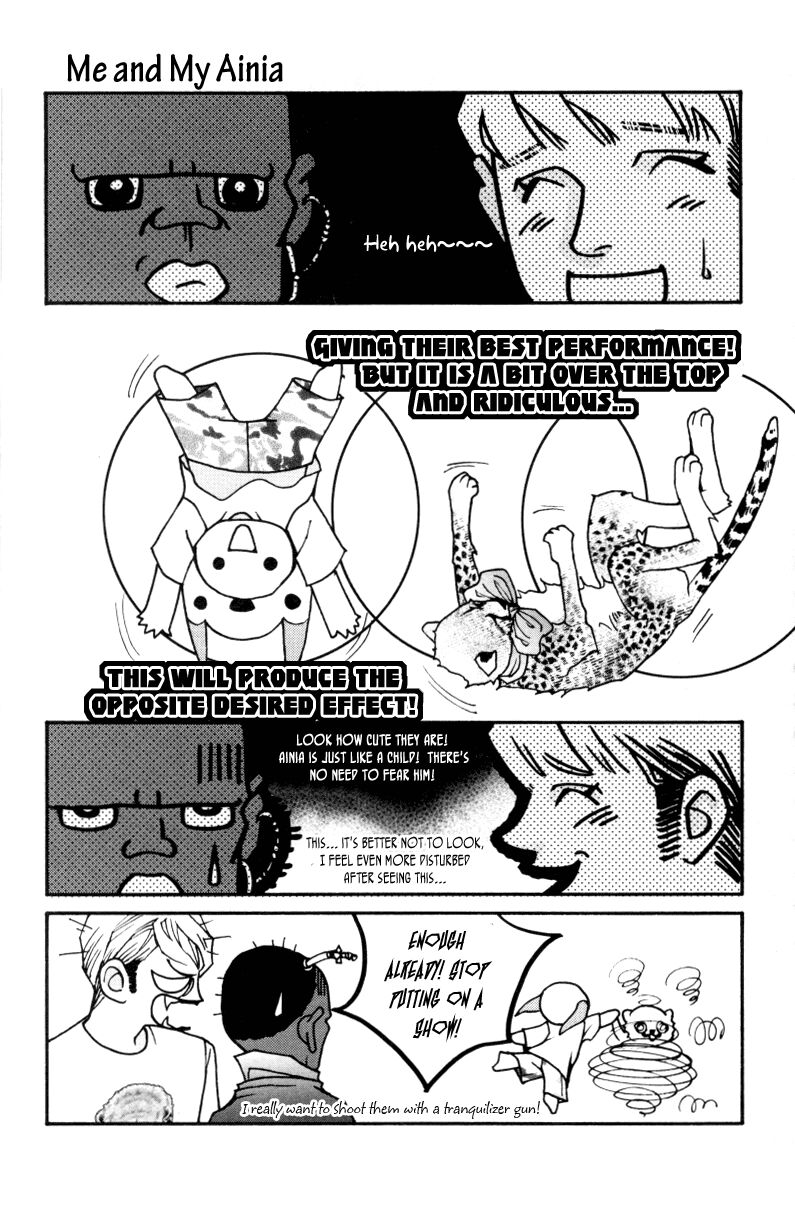 Me and My Ainia
Heh heh~~~
GIVING THEIR BEST PERFORMANCE!
BUT IT IS A BIT OVER THE TOP
AND RIDICULOUS...
THIS WILL PRODUCE THE
OPPOSITE DESIRED EFFECT!
LOOK HOW CUTE THEY ARE!
AINIA IS JUST LIKE A CHILD! THERE'S
NO NEED TO FEAR HIM!
THIS... IT'S BETTER NOT TO LOOK,
I FEEL EVEN MORE DISTURBED
AFTER SEEING THIS...
ENOUGH
ALREADY! STOP
PUTTING ON A
SHOW!
I really want to shoot them with a tranquilizer gun!